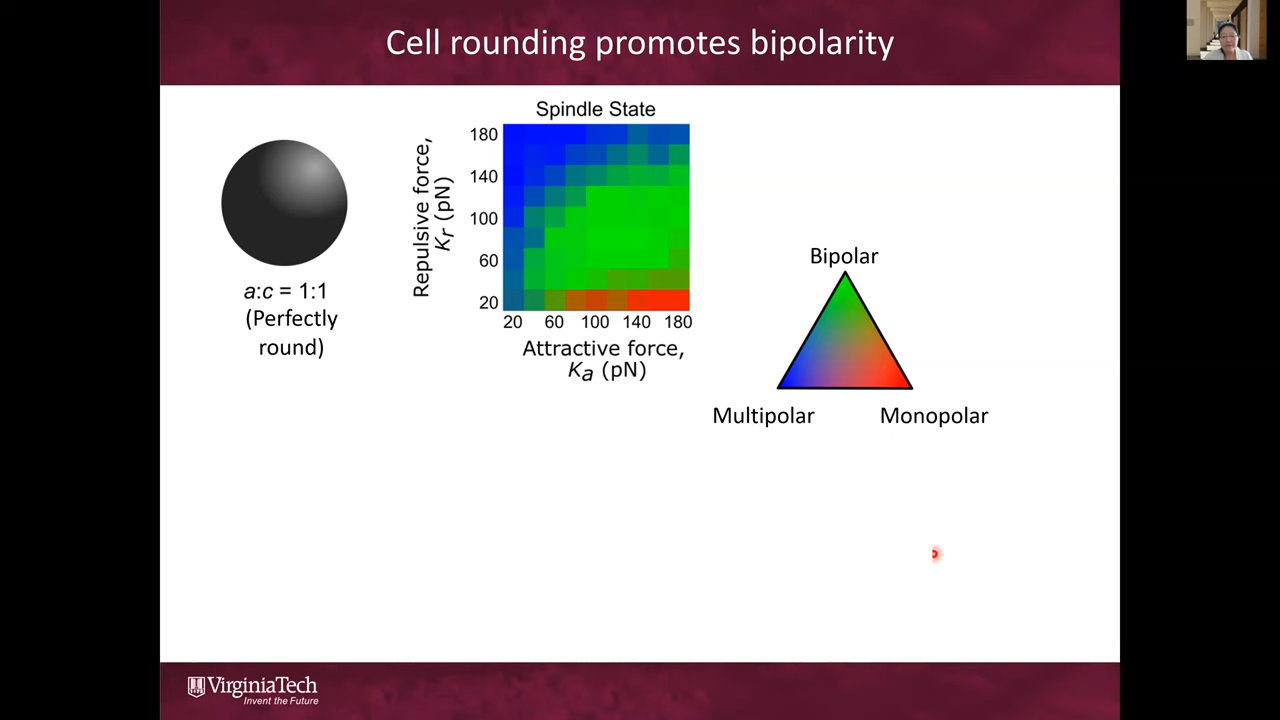 Cell rounding promotes bipolarity
a:c = 1:1
(Perfectly
round)
Spindle State
Repulsive force,
Kr (pN)
180
140
100
60
20
20 60 100 140 180
Attractive force,
Ka (pN)
Bipolar
Multipolar
Monopolar
VirginiaTech
Invent the Future